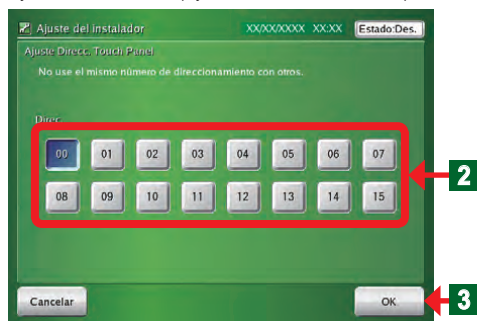 Ajuste del instalador XX/XX/XXXX XX:XX Estado:Des.
Ajuste Direcc. Touch Panel
No use el mismo número de direccionamiento con otros.
Direc.
00 01 02 03 04 05 06 07
2
08 09 10 11 12 13 14 15
Cancelar OK 3